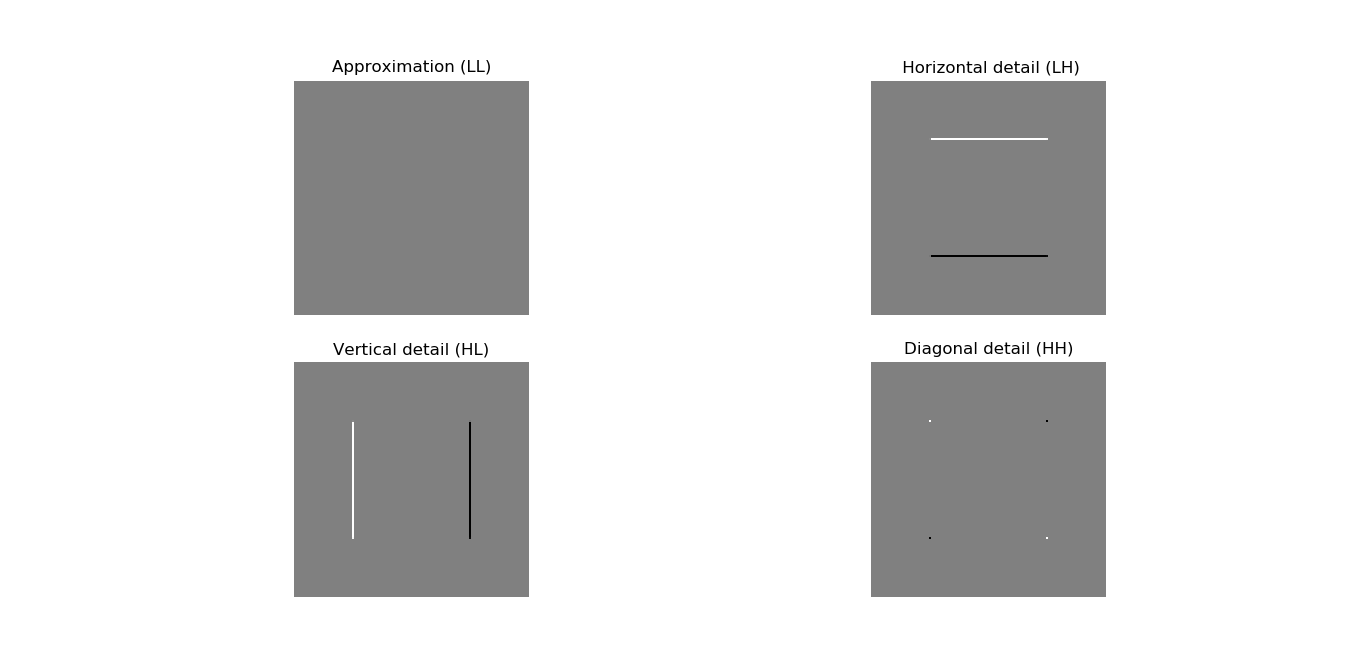 Approximation (LL)
Horizontal detail (LH)
Vertical detail (HL)
Diagonal detail (HH)